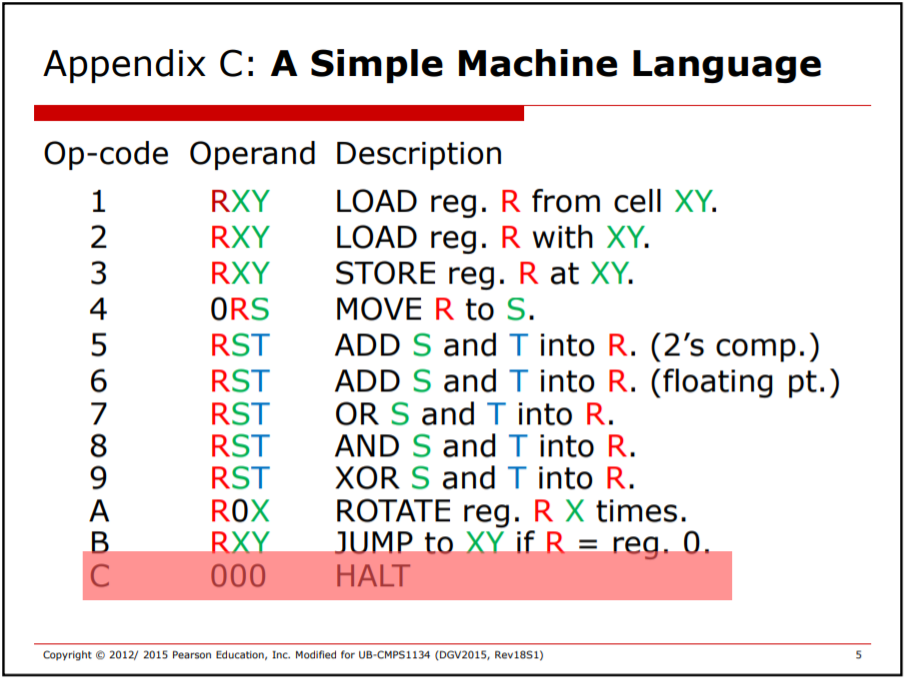 Appendix C: A Simple Machine Language
Op-code Operand Description
1 RXY LOAD reg. R from cell XY.
2 RXY LOAD reg. R with XY.
3 RXY STORE reg. R at XY.
4 0RS MOVE R to S.
5 RST ADD S and T into R. (2’s comp.)
6 RST ADD S and T into R. (floating pt.)
7 RST OR S and T into R.
8 RST AND S and T into R.
9 RST XOR S and T into R.
A R0X ROTATE reg. R X times.
B RXY JUMP to XY if R = reg. 0.
C 000 HALT
Copyright © 2012/ 2015 Pearson Education, Inc. Modified for UB-CMPS1134 (DGV2015, Rev18S1) 5